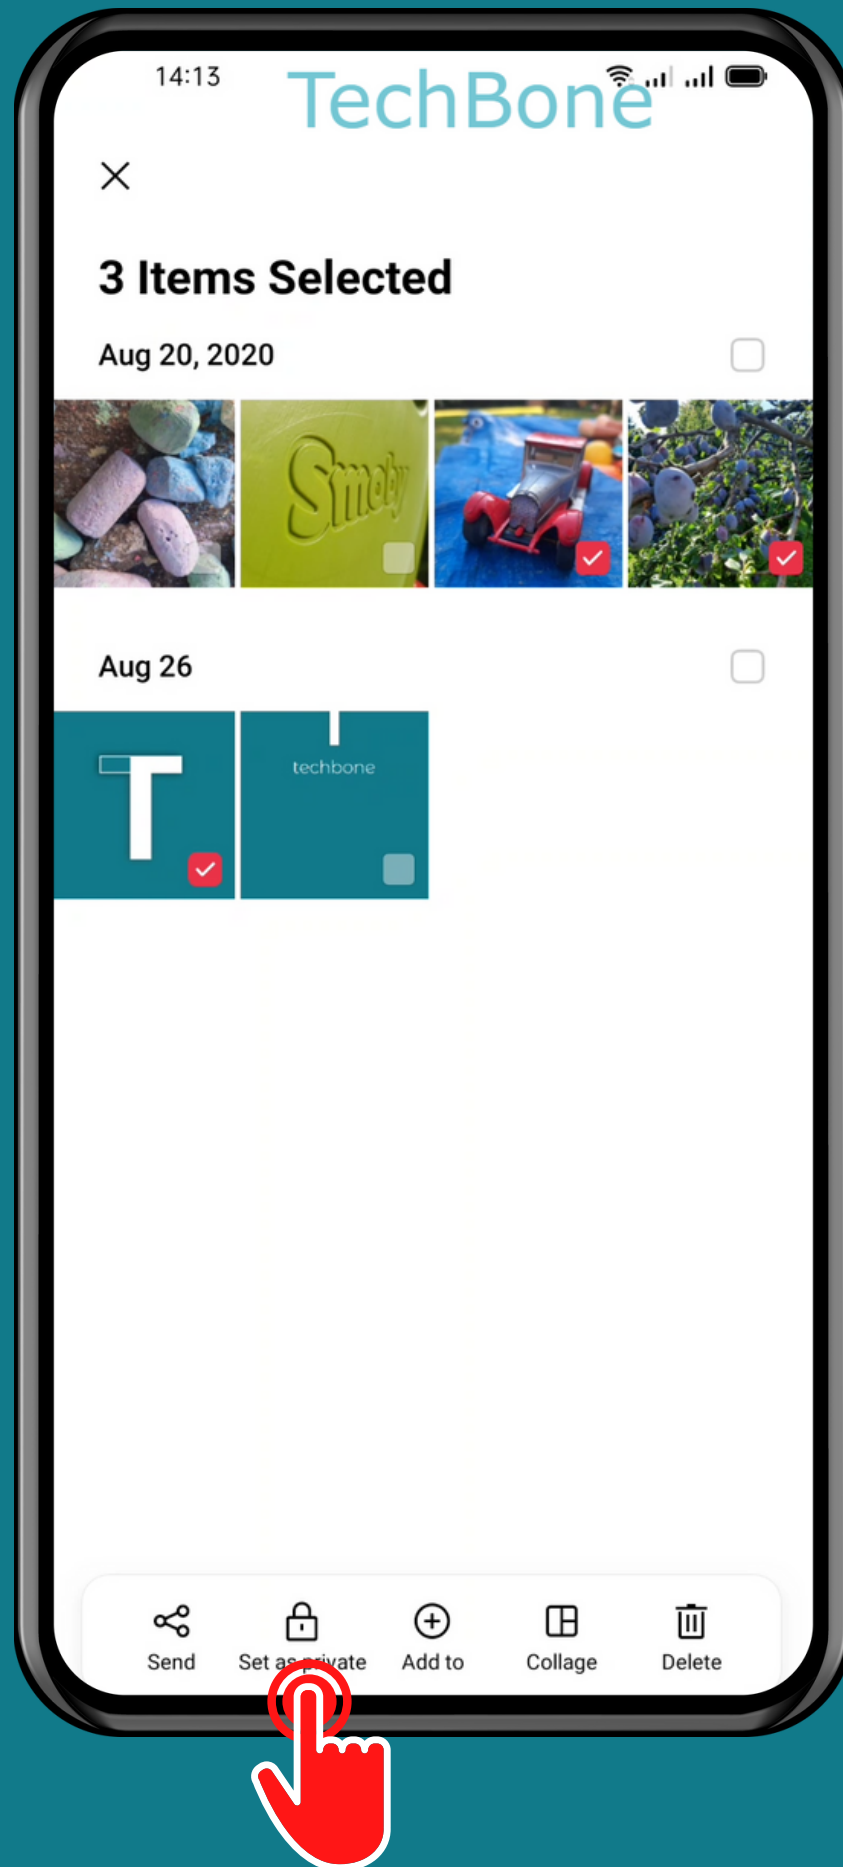 14:13
TechBone
3 Items Selected
Aug 20, 2020
Smoby
Aug 26
T
techbone
Send
Set as private
Add to
Collage
Delete